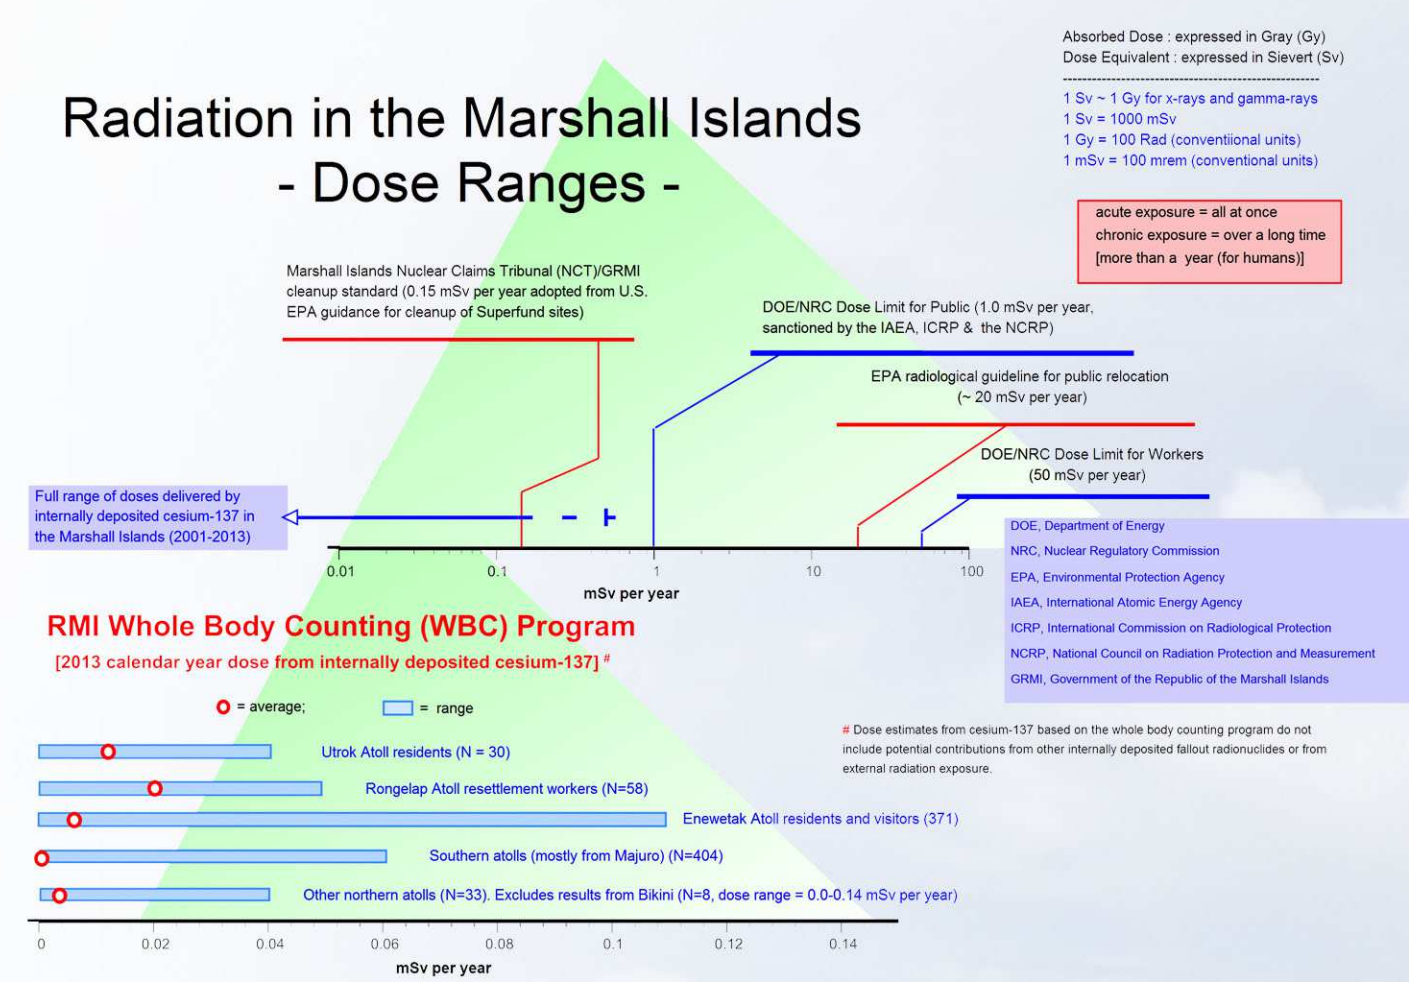 Radiation in the Marshall Islands
- Dose Ranges -
Absorbed Dose : expressed in Gray (Gy)
Dose Equivalent : expressed in Sievert (Sv)
----------------------------------------------------
1 Sv ~ 1 Gy for x-rays and gamma-rays
1 Sv = 1000 mSv
1 Gy = 100 Rad (conventiional units)
1 mSv = 100 mrem (conventional units)
acute exposure = all at once
chronic exposure = over a long time
[more than a year (for humans)]
Marshall Islands Nuclear Claims Tribunal (NCT)/GRMI
cleanup standard (0.15 mSv per year adopted from U.S.
EPA guidance for cleanup of Superfund sites)
DOE/NRC Dose Limit for Public (1.0 mSv per year,
sanctioned by the IAEA, ICRP & the NCRP)
EPA radiological guideline for public relocation
(~ 20 mSv per year)
DOE/NRC Dose Limit for Workers
(50 mSv per year)
Full range of doses delivered by
internally deposited cesium-137 in
the Marshall Islands (2001-2013)
0.01 0.1 1 10 100
mSv per year
DOE, Department of Energy
NRC, Nuclear Regulatory Commission
EPA, Environmental Protection Agency
IAEA, International Atomic Energy Agency
ICRP, International Commission on Radiological Protection
NCRP, National Council on Radiation Protection and Measurement
GRMI, Government of the Republic of the Marshall Islands
RMI Whole Body Counting (WBC) Program
[2013 calendar year dose from internally deposited cesium-137] #
= average;
= range
# Dose estimates from cesium-137 based on the whole body counting program do not
include potential contributions from other internally deposited fallout radionuclides or from
external radiation exposure.
Utrok Atoll residents (N = 30)
Rongelap Atoll resettlement workers (N=58)
Enewetak Atoll residents and visitors (371)
Southern atolls (mostly from Majuro) (N=404)
Other northern atolls (N=33). Excludes results from Bikini (N=8, dose range = 0.0-0.14 mSv per year)
0 0.02 0.04 0.06 0.08 0.1 0.12 0.14
mSv per year